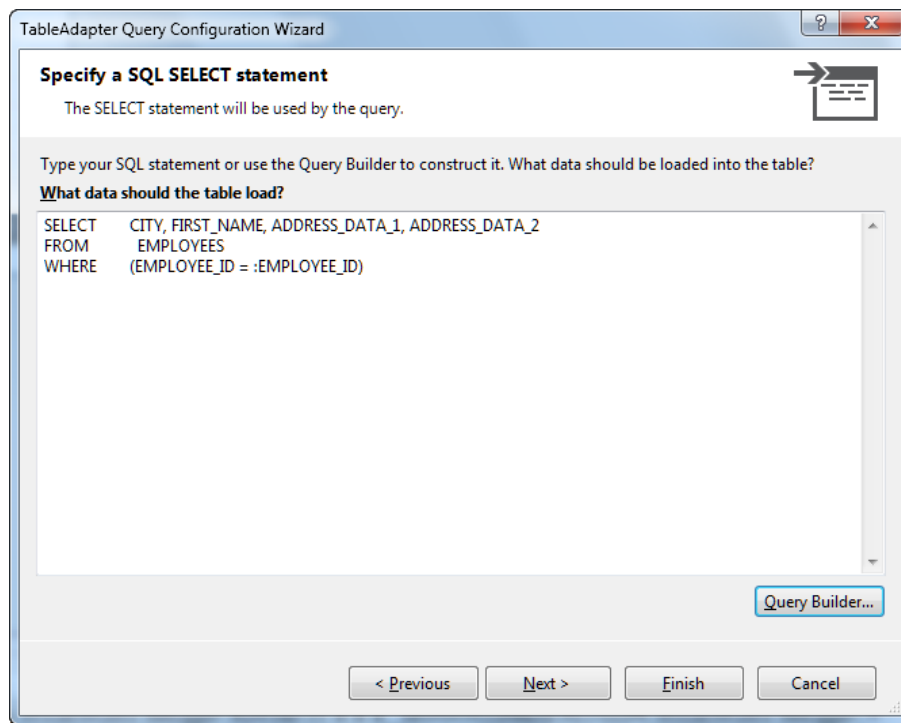 TableAdapter Query Configuration Wizard
?
Specify a SQL SELECT statement
The SELECT statement will be used by the query.
Type your SQL statement or use the Query Builder to construct it. What data should be loaded into the table?
What data should the table load?
SELECT CITY, FIRST_NAME, ADDRESS_DATA_1, ADDRESS_DATA_2
FROM EMPLOYEES
WHERE (EMPLOYEE_ID = :EMPLOYEE_ID)
Query Builder...
< Previous Next > Finish Cancel